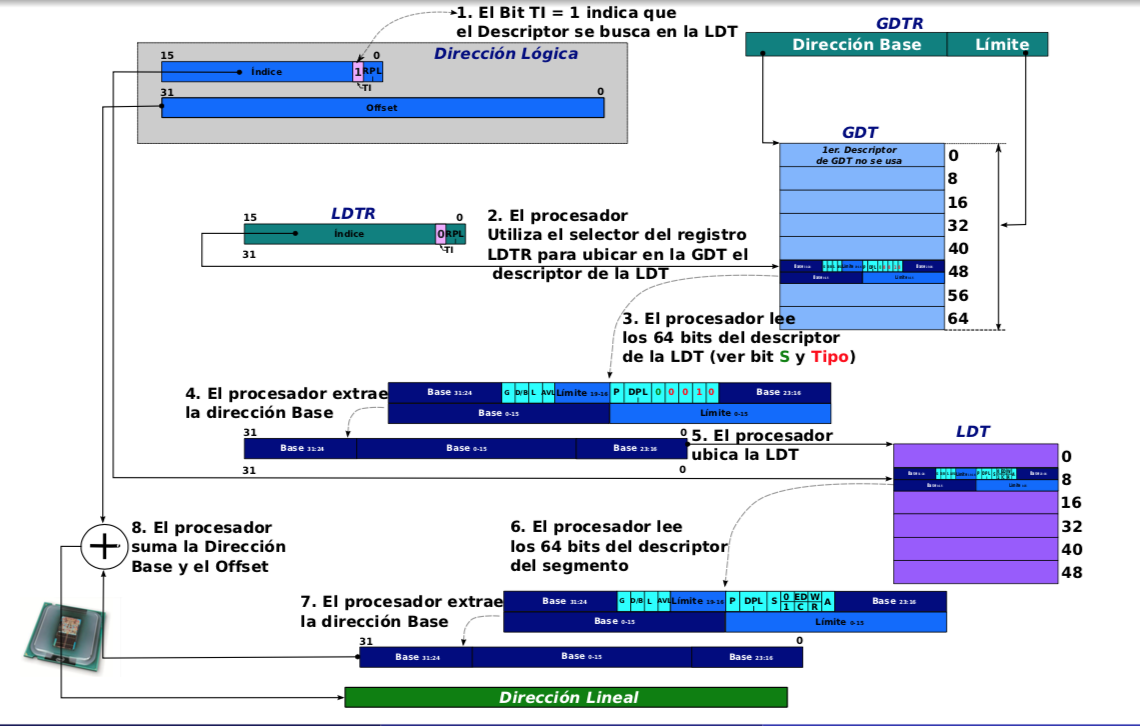 1. El Bit TI = 1 indica que
el Descriptor se busca en la LDT
GDTR
Dirección Base Límite
Dirección Lógica
15 0
Índice 1 RPL
TI
31 0
Offset
GDT
1er. Descriptor
de GDT no se usa
0
8
16
32
40
48
56
64
LDTR
15 0
Índice 0 RPL
TI
31
2. El procesador
Utiliza el selector del registro
LDTR para ubicar en la GDT el
descriptor de la LDT
3. El procesador lee
los 64 bits del descriptor
de la LDT (ver bit S y Tipo)
4. El procesador extrae
la dirección Base
Base 31:24 G D/B L AVL Límite 19-16 P DPL 0 0 0 1 0 Base 23:16
Base 0-15 Límite 0-15
31 0
Base 31:24 Base 0-15 Base 23:16
31 0
5. El procesador
ubica la LDT
LDT
0
8
16
32
40
48
6. El procesador lee
los 64 bits del descriptor
del segmento
8. El procesador
suma la Dirección
Base y el Offset
+
7. El procesador extrae
la dirección Base
Base 31:24 G D/B L AVL Límite 19-16 P DPL S 0 ED W A Base 23:16
1 C R
Base 0-15 Límite 0-15
31 0
Base 31:24 Base 0-15 Base 23:16
Dirección Lineal